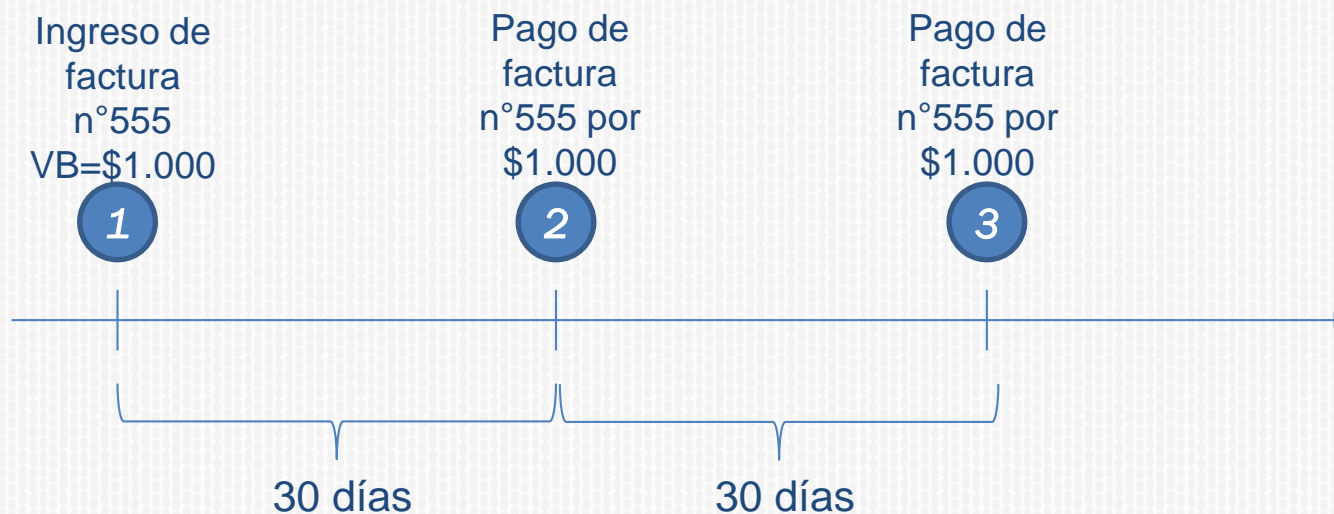 Ingreso de
factura
n°555
VB=$1.000
1
Pago de
factura
n°555 por
$1.000
2
Pago de
factura
n°555 por
$1.000
3
30 días
30 días